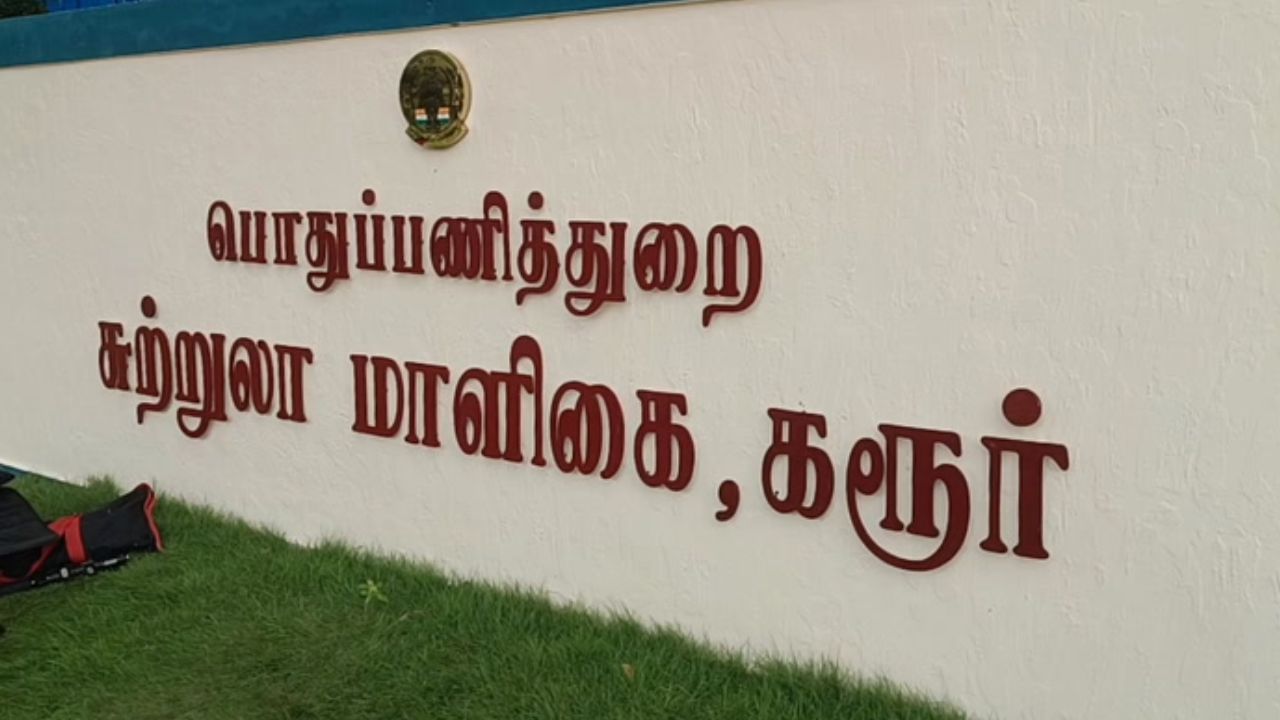 பொதுப்பணித்துறை
சுற்றுலா மாளிகை, கரூர்